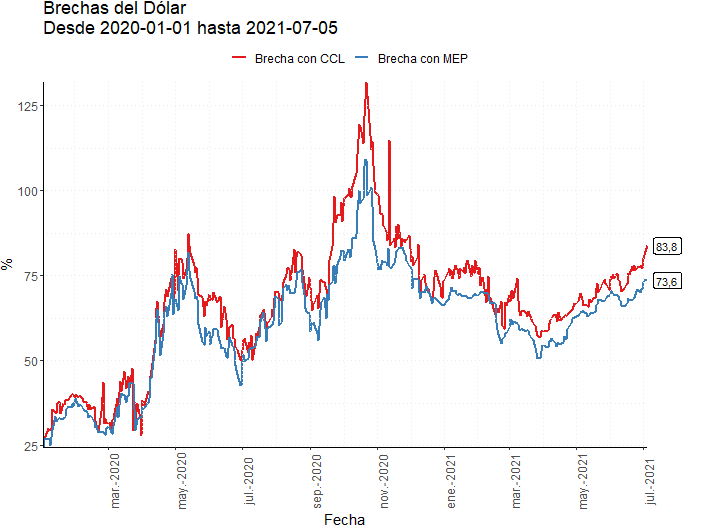 Brechas del Dólar
Desde 2020-01-01 hasta 2021-07-05
Brecha con CCL Brecha con MEP
125
100
75
50
25
%
83,8
73,6
mar.-2020
may.-2020
jul.-2020
sep.-2020
nov.-2020
ene.-2021
mar.-2021
may.-2021
jul.-2021
Fecha